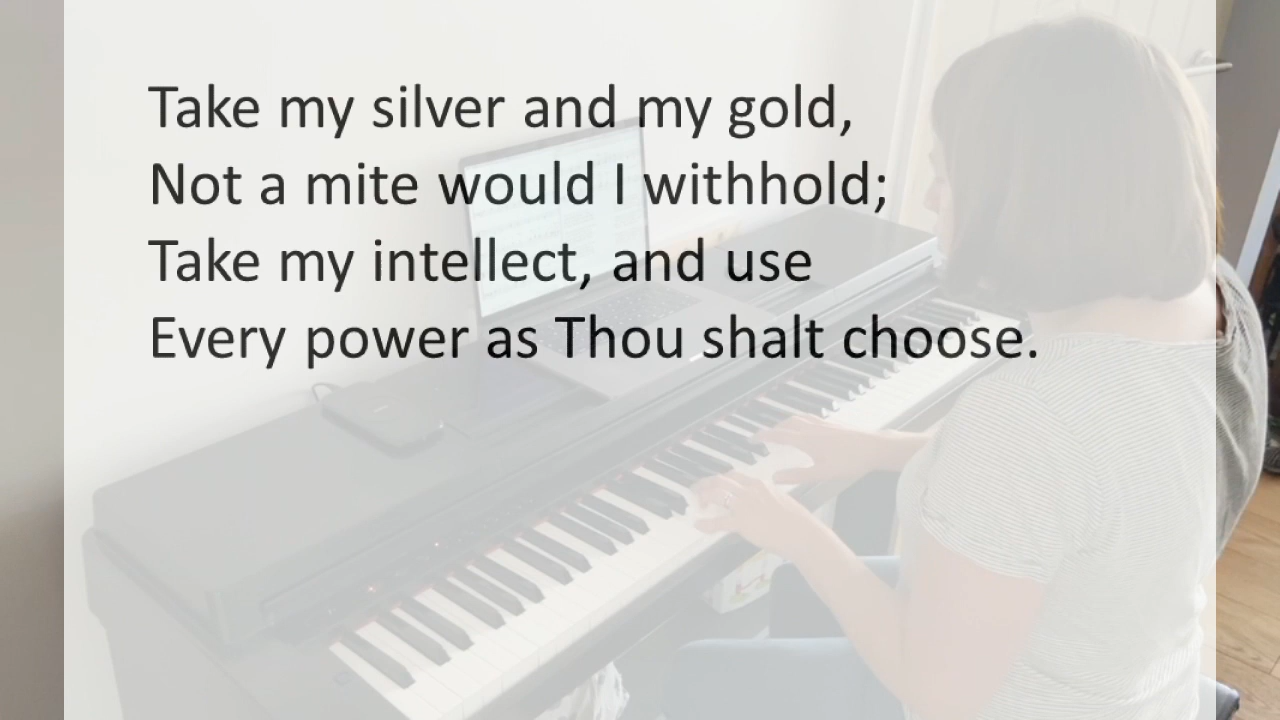 Take my silver and my gold,
Not a mite would I withhold;
Take my intellect, and use
Every power as Thou shalt choose.